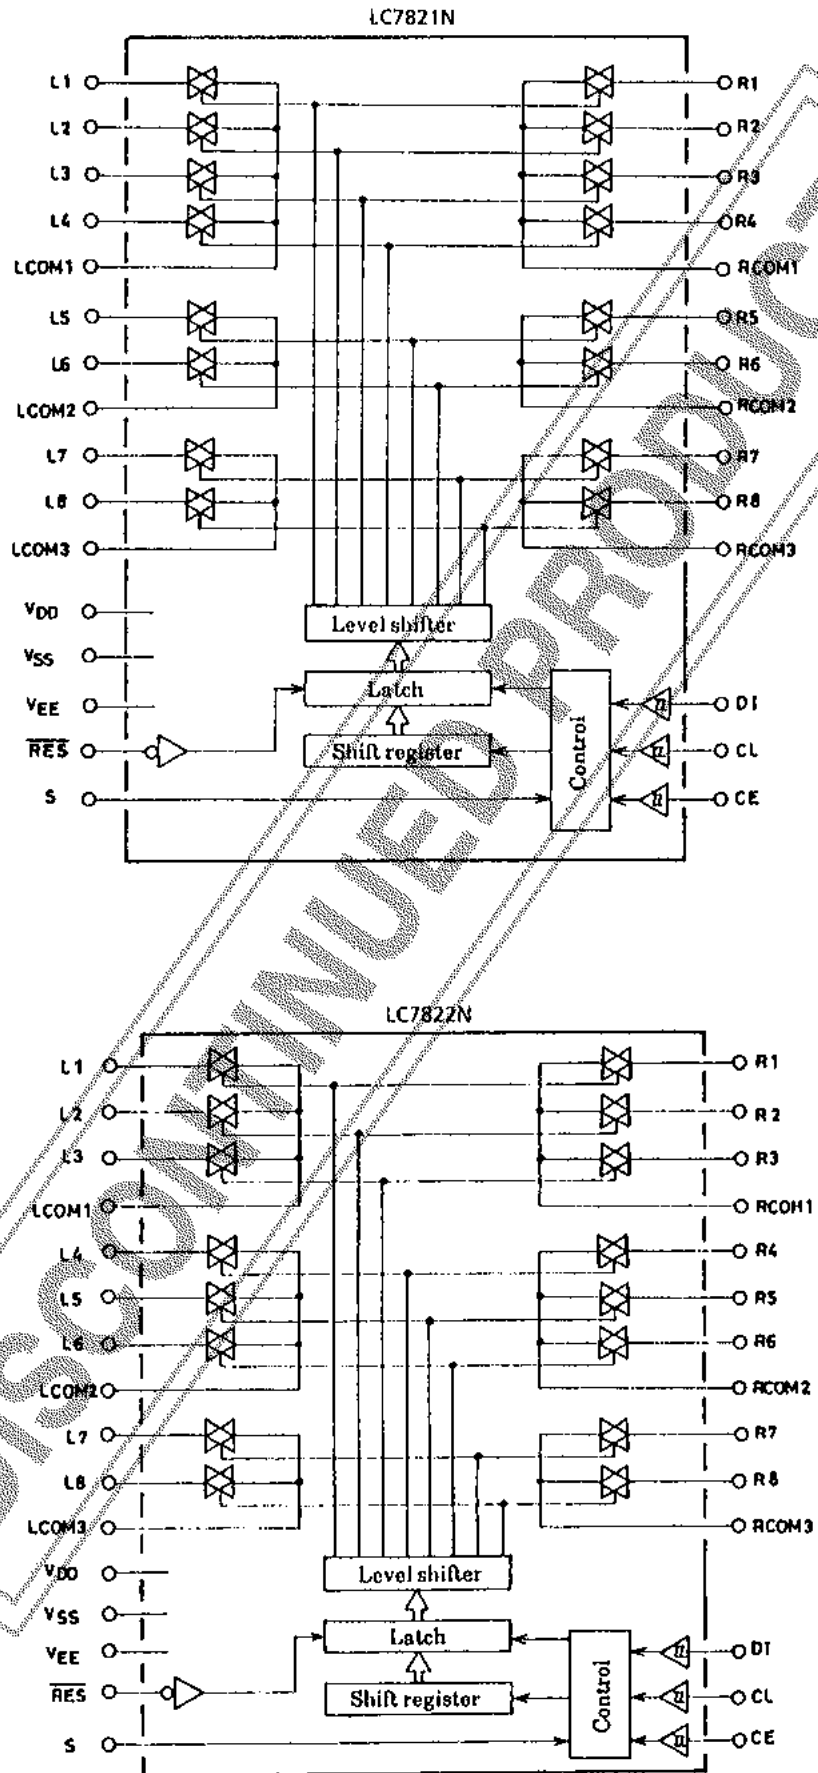 LC7821N
L1 R1
L2 R2
L3 R3
L4 R4
LCOM1 RCOM1
L5 R5
L6 R6
LCOM2 RCOM2
L7 R7
L8 R8
LCOM3 RCOM3
VDD
Level shifter
VSS
Latch
VEE DI
RES Shift register Control CL
S CE
LC7822N
L1 R1
L2 R2
L3 R3
LCOM1 RCOM1
L4 R4
L5 R5
L6 R6
LCOM2 RCOM2
L7 R7
L8 R8
LCOM3 RCOM3
VDD Level shifter
VSS
Latch
VEE DI
RES Shift register Control CL
S CE
DISCONTINUED PRODUCT